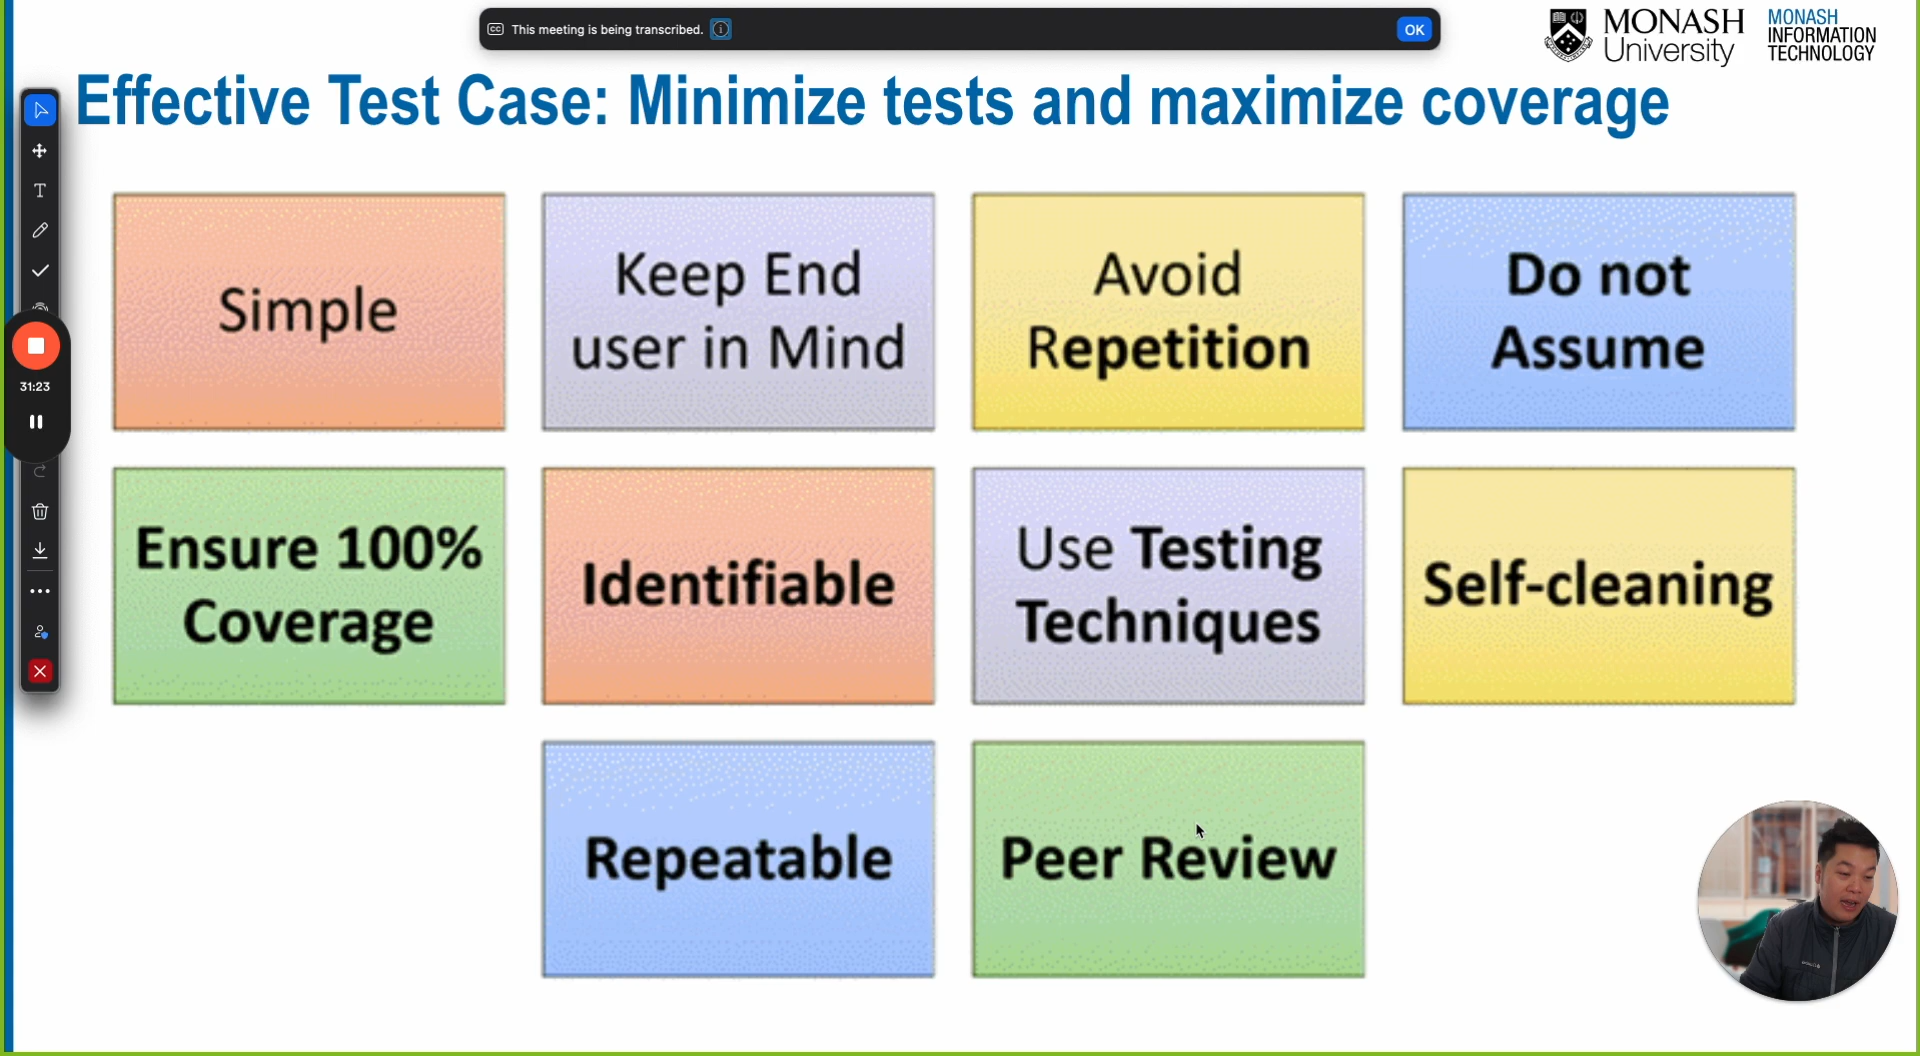 This meeting is being transcribed.
OK
MONASH
University
MONASH
INFORMATION
TECHNOLOGY
Effective Test Case: Minimize tests and maximize coverage
Simple
Keep End
user in Mind
Avoid
Repetition
Do not
Assume
31:23
Ensure 100%
Coverage
Identifiable
Use Testing
Techniques
Self-cleaning
Repeatable
Peer Review